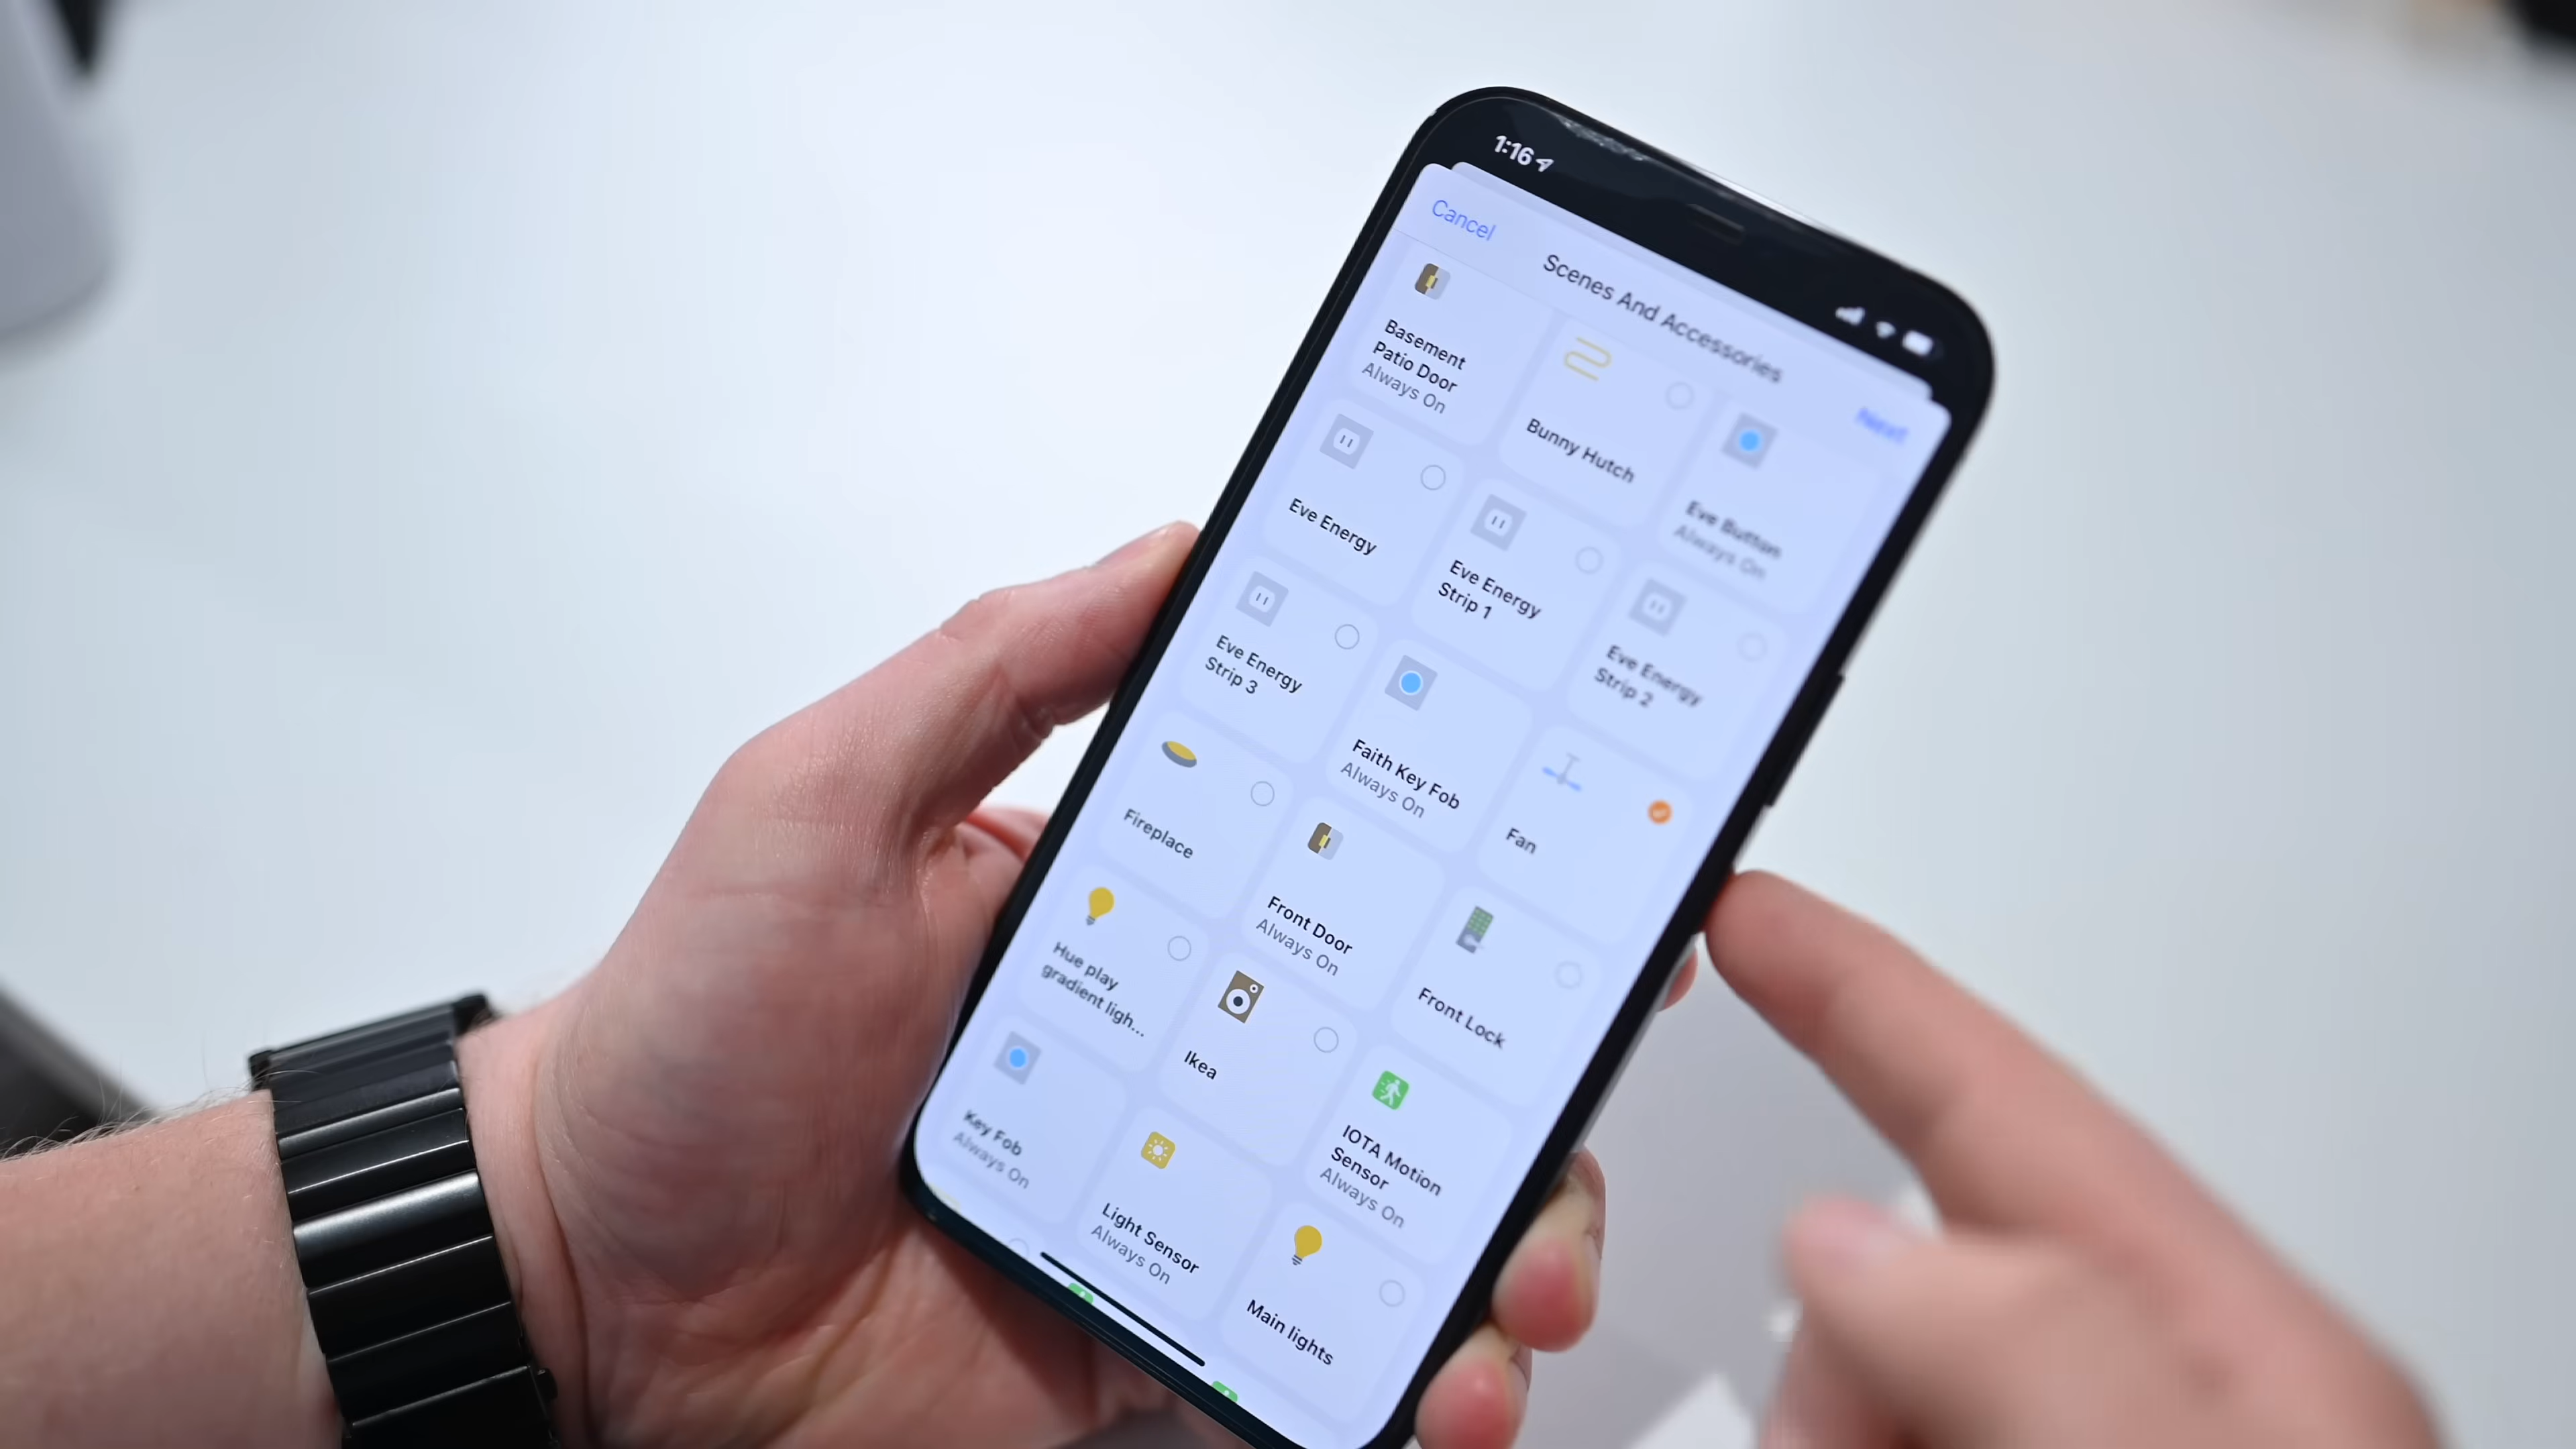 1:16
Cancel
Scenes And Accessories
Next
Basement
Patio Door
Always On
Bunny Hutch
Eve Button
Always On
Eve Energy
Eve Energy
Strip 1
Eve Energy
Strip 2
Eve Energy
Strip 3
Faith Key Fob
Always On
Fan
Fireplace
Front Door
Always On
Front Lock
Hue play
gradient ligh...
Ikea
IOTA Motion
Sensor
Always On
Key Fob
Always On
Light Sensor
Always On
Main lights